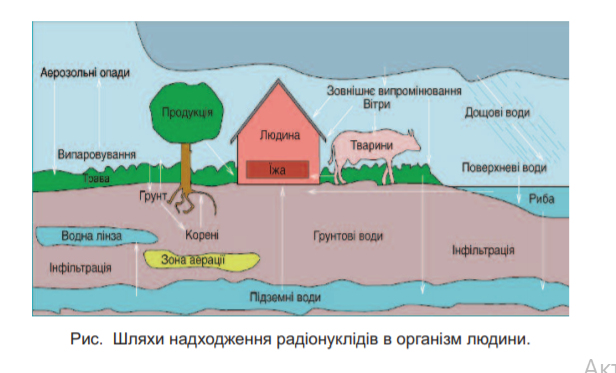 Аерозольні опади
Зовнішнє випромінювання
Вітри
Продукція
Дощові води
Людина
Тварини
Випаровування
Їжа
Поверхневі води
Трава
Грунт
Риба
Водна лінза
Корені
Грунтові води
Інфільтрація
Зона аерації
Інфільтрація
Підземні води
Рис. Шляхи надходження радіонуклідів в організм людини.